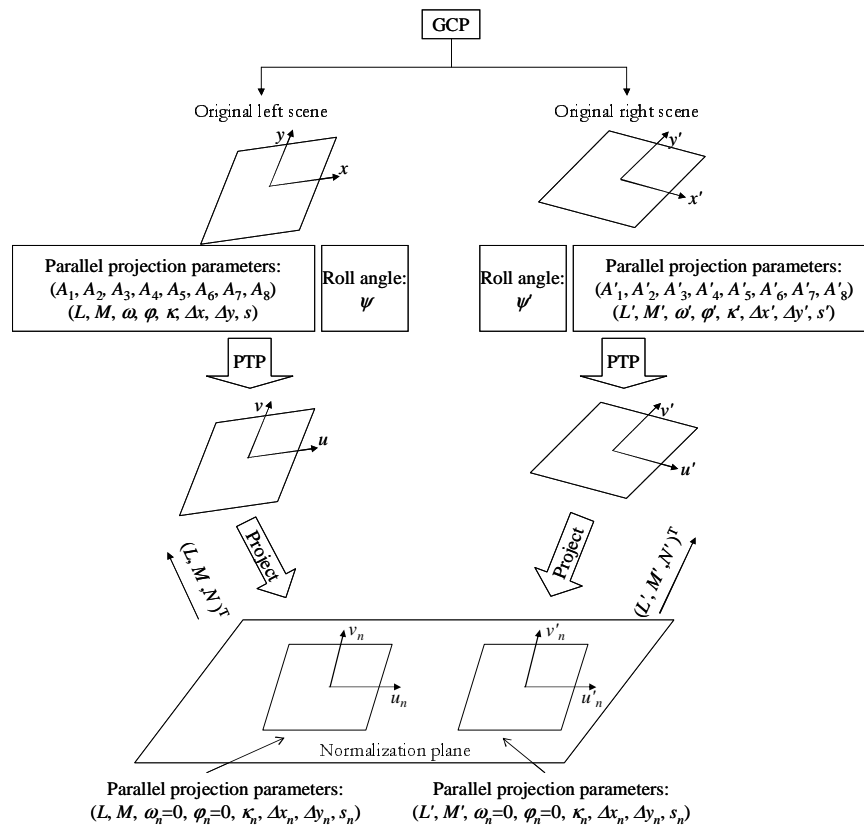 GCP
Original left scene
Original right scene
y
x
y'
x'
Parallel projection parameters:
(A₁, A₂, A₃, A₄, A₅, A₆, A₇, A₈)
(L, M, ω, φ, κ, Δx, Δy, s)
Roll angle:
ψ
Roll angle:
ψ'
Parallel projection parameters:
(A'₁, A'₂, A'₃, A'₄, A'₅, A'₆, A'₇, A'₈)
(L', M', ω', φ', κ', Δx', Δy', s')
PTP
PTP
v
u
v'
u'
Project
Project
(L, M ,N)ᵀ
(L', M' ,N')ᵀ
vₙ
uₙ
v'ₙ
u'ₙ
Normalization plane
Parallel projection parameters:
(L, M, ωₙ=0, φₙ=0, κₙ, Δxₙ, Δyₙ, sₙ)
Parallel projection parameters:
(L', M', ωₙ=0, φₙ=0, κₙ, Δxₙ, Δyₙ, sₙ)